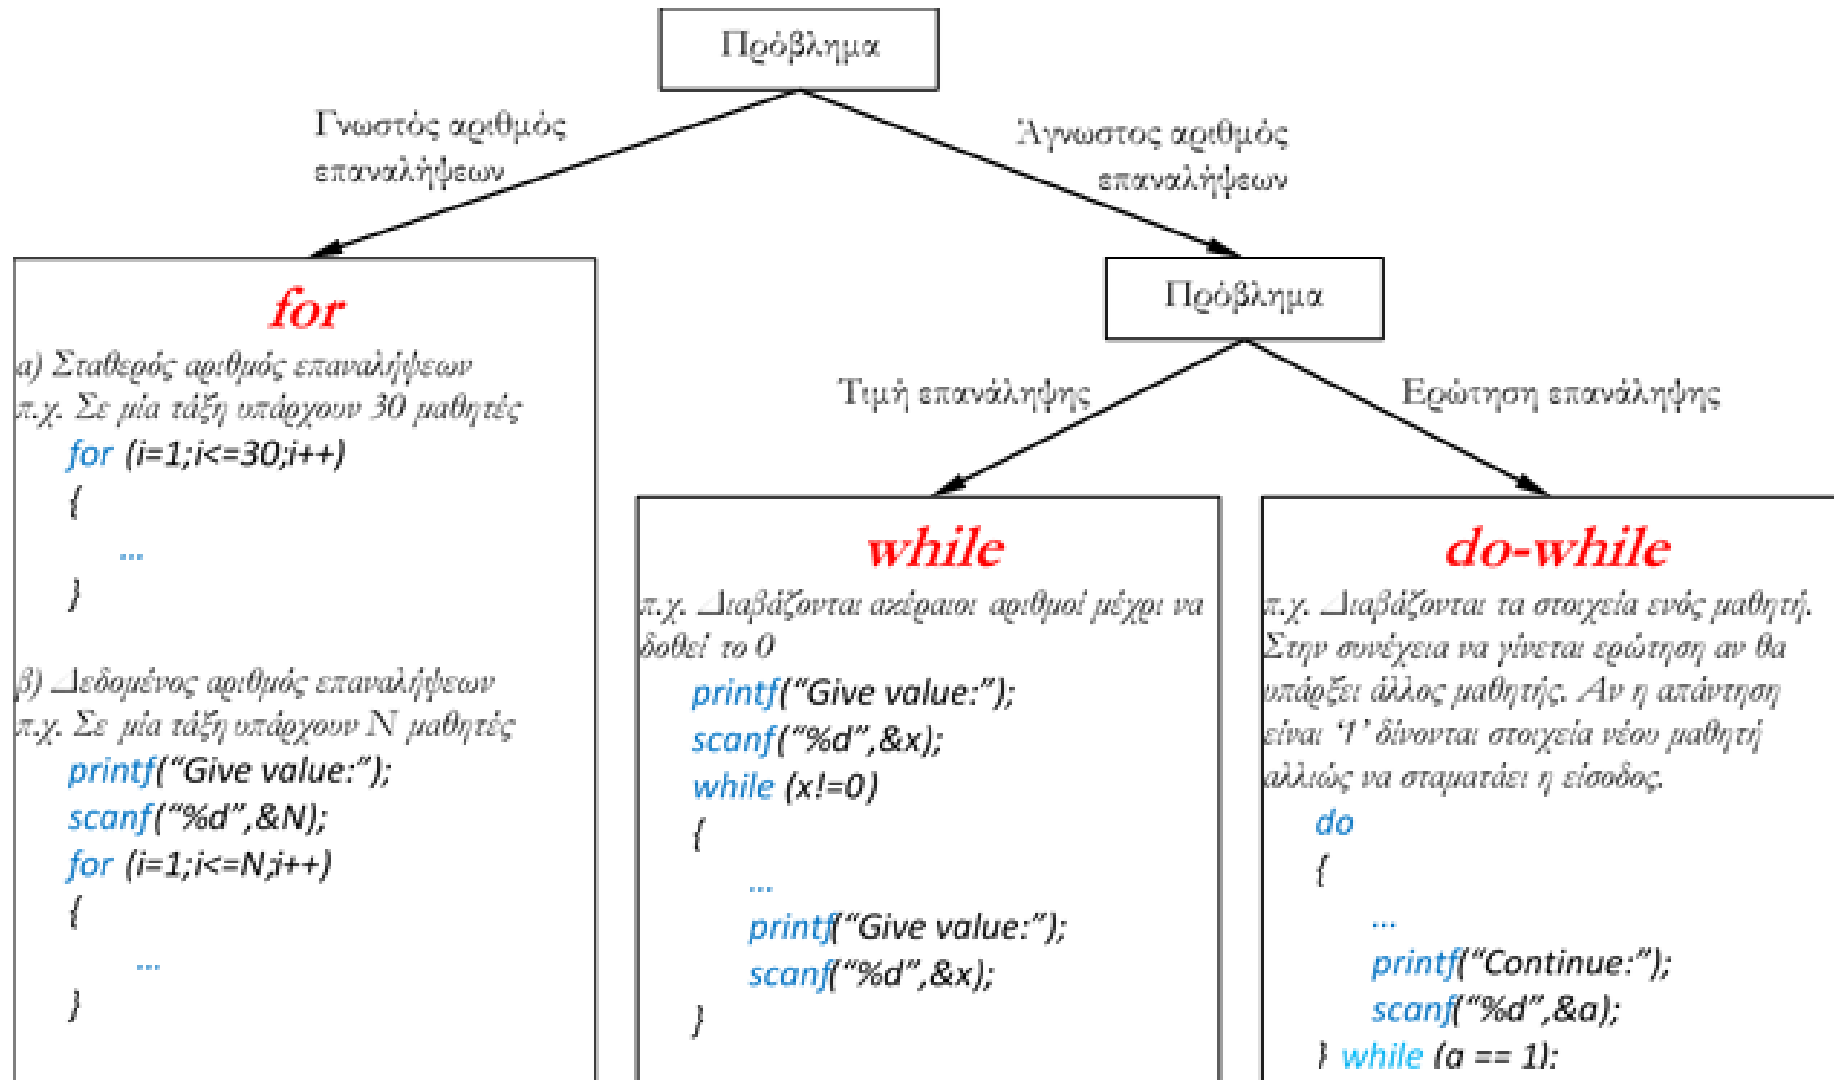 Πρόβλημα
Γνωστός αριθμός
επαναλήψεων
Άγνωστος αριθμός
επαναλήψεων
for
α) Σταθερός αριθμός επαναλήψεων
π.χ. Σε μία τάξη υπάρχουν 30 μαθητές
for (i=1;i<=30;i++)
{
...
}
β) Δεδομένος αριθμός επαναλήψεων
π.χ. Σε μία τάξη υπάρχουν Ν μαθητές
printf(“Give value:”);
scanf(“%d”,&N);
for (i=1;i<=N;i++)
{
...
}
Πρόβλημα
Τιμή επανάληψης
Ερώτηση επανάληψης
while
π.χ. Διαβάζονται ακέραιοι αριθμοί μέχρι να
δοθεί το 0
printf(“Give value:”);
scanf(“%d”,&x);
while (x!=0)
{
...
printf(“Give value:”);
scanf(“%d”,&x);
}
do-while
π.χ. Διαβάζονται τα στοιχεία ενός μαθητή.
Στην συνέχεια να γίνεται ερώτηση αν θα
υπάρξει άλλος μαθητής. Αν η απάντηση
είναι ‘1’ δίνονται στοιχεία νέου μαθητή
αλλιώς να σταματάει η είσοδος.
do
{
...
printf(“Continue:”);
scanf(“%d”,&a);
} while (a == 1);